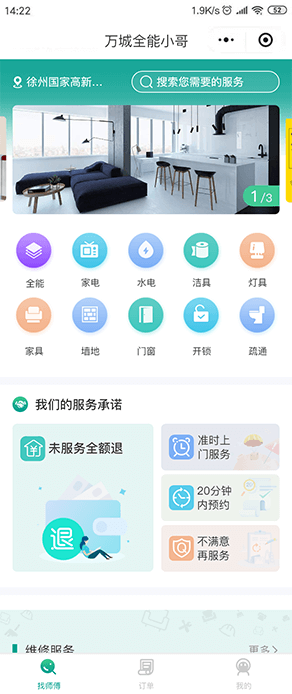 14:22
1.9K/s 52
万城全能小哥
徐州国家高新...
搜索您需要的服务
1/3
全能 家电 水电 洁具 灯具
家具 墙地 门窗 开锁 疏通
我们的服务承诺
未服务全额退
退
准时上
门服务
20分钟
内预约
不满意
再服务
维修服务 更多>
找师傅 订单 我的